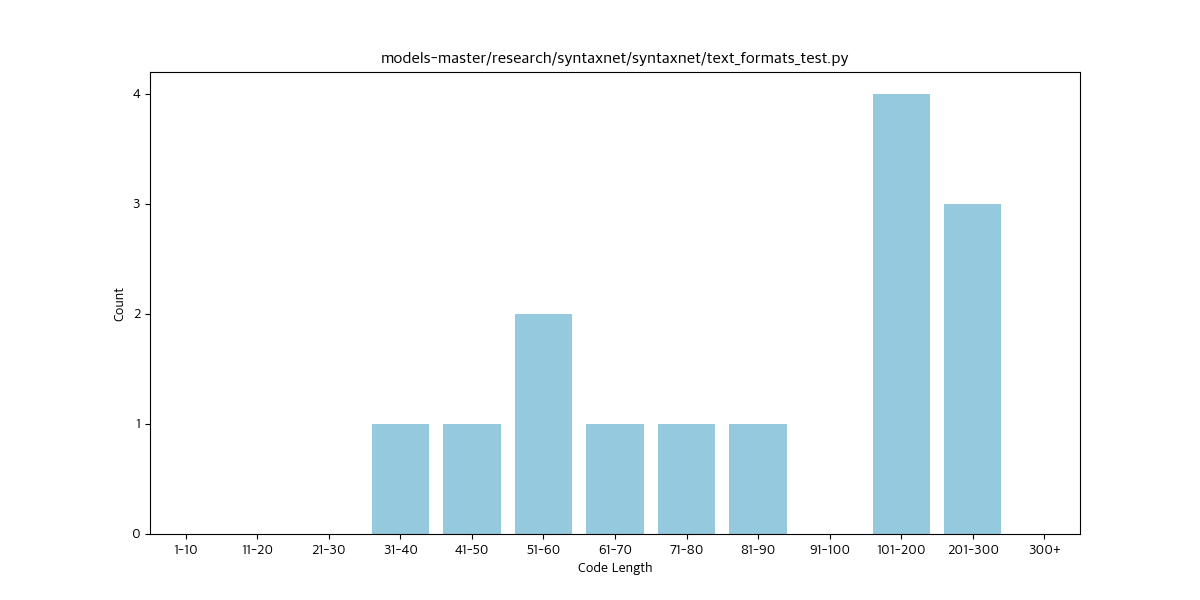 models-master/research/syntaxnet/syntaxnet/text_formats_test.py
4
3
2
1
0
Count
1-10 11-20 21-30 31-40 41-50 51-60 61-70 71-80 81-90 91-100 101-200 201-300 300+
Code Length